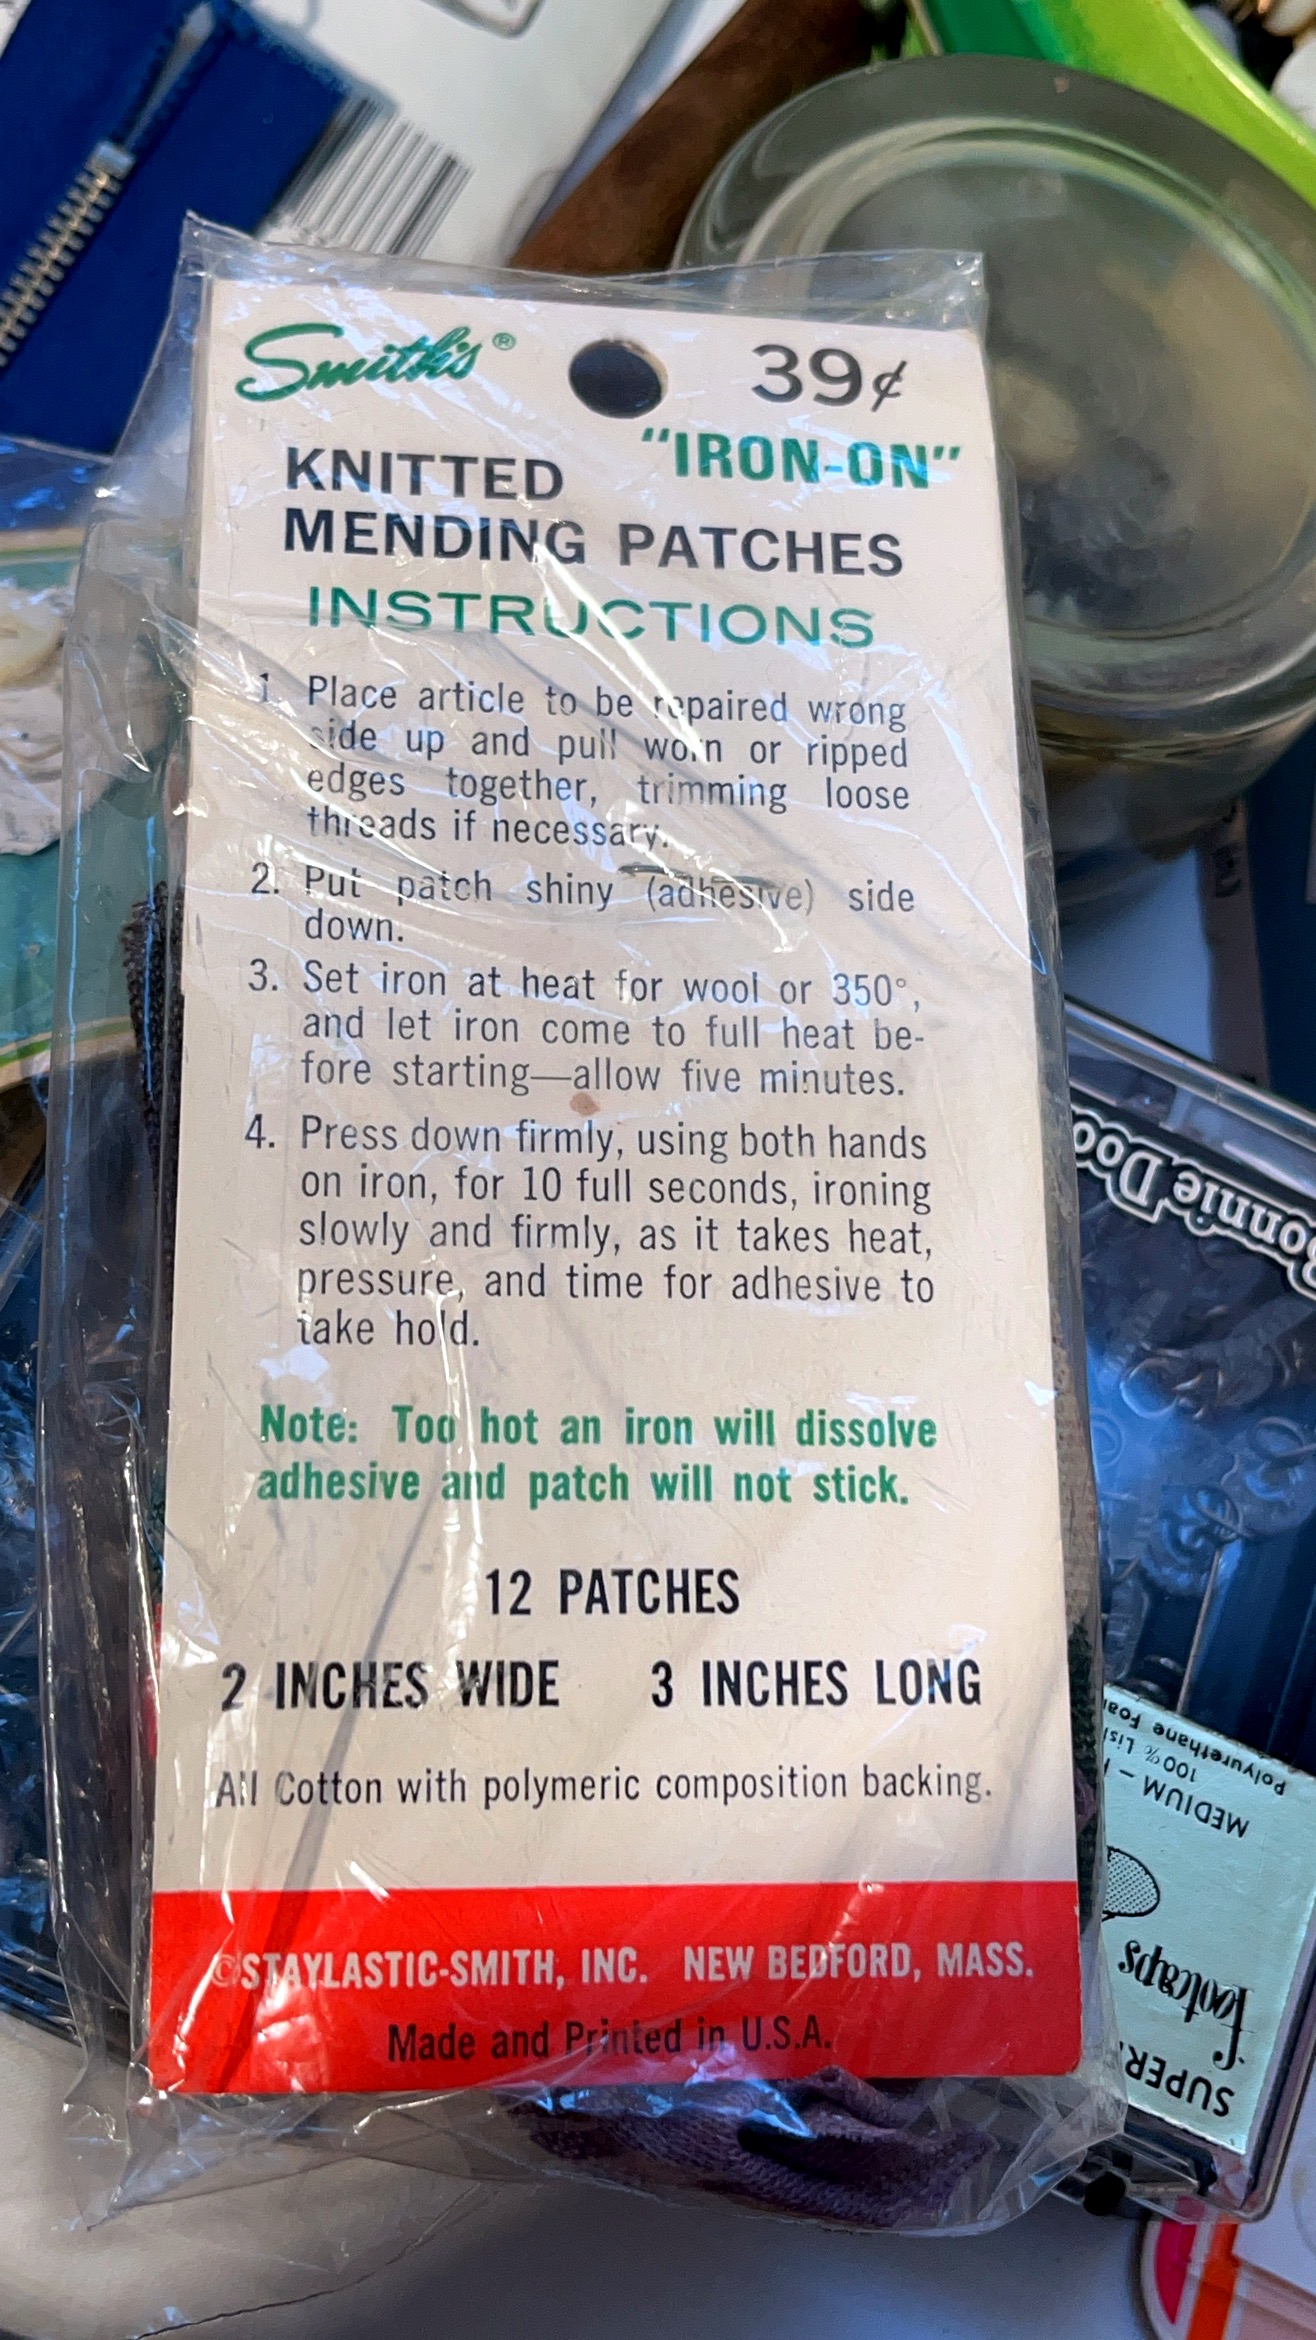 Smith's® 39¢
"IRON-ON"
KNITTED
MENDING PATCHES
INSTRUCTIONS
1. Place article to be repaired wrong
side up and pull worn or ripped
edges together, trimming loose
threads if necessary.
2. Put patch shiny (adhesive) side
down.
3. Set iron at heat for wool or 350°,
and let iron come to full heat be-
fore starting—allow five minutes.
4. Press down firmly, using both hands
on iron, for 10 full seconds, ironing
slowly and firmly, as it takes heat,
pressure, and time for adhesive to
take hold.
Note: Too hot an iron will dissolve
adhesive and patch will not stick.
12 PATCHES
2 INCHES WIDE 3 INCHES LONG
All Cotton with polymeric composition backing.
©STAYLASTIC-SMITH, INC. NEW BEDFORD, MASS.
Made and Printed in U.S.A.
Bonnie Doo
SUPER
footcaps
MEDIUM –
100%
Polyurethane Foa